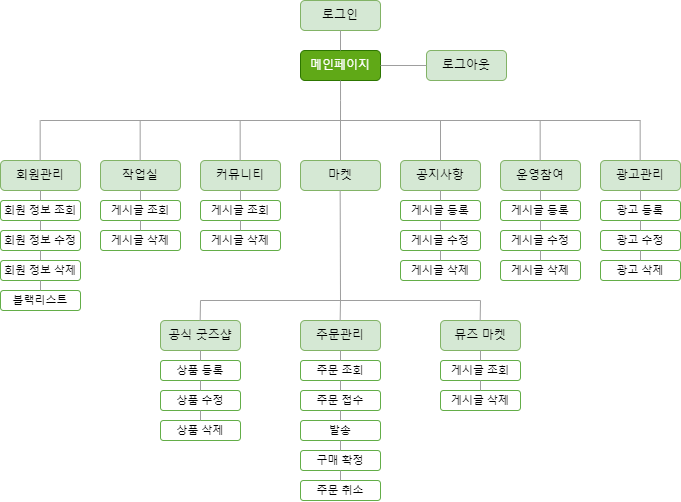 로그인
메인페이지
로그아웃
회원관리
작업실
커뮤니티
마켓
공지사항
운영참여
광고관리
회원 정보 조회
게시글 조회
게시글 조회
게시글 등록
게시글 등록
광고 등록
회원 정보 수정
게시글 삭제
게시글 삭제
게시글 수정
게시글 수정
광고 수정
회원 정보 삭제
게시글 삭제
게시글 삭제
광고 삭제
블랙리스트
공식 굿즈샵
주문관리
뮤즈 마켓
상품 등록
주문 조회
게시글 조회
상품 수정
주문 접수
게시글 삭제
상품 삭제
발송
구매 확정
주문 취소